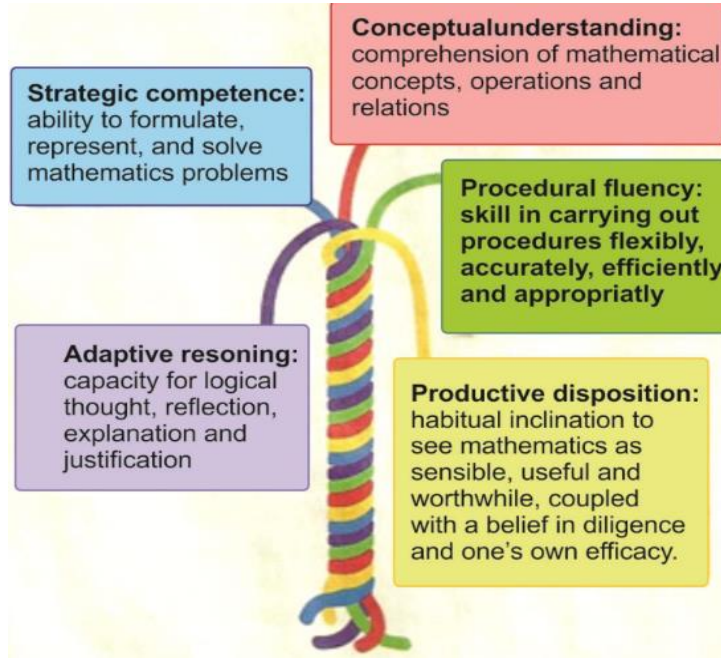 Conceptualunderstanding:
comprehension of mathematical
concepts, operations and
relations
Strategic competence:
ability to formulate,
represent, and solve
mathematics problems
Procedural fluency:
skill in carrying out
procedures flexibly,
accurately, efficiently
and appropriatly
Adaptive resoning:
capacity for logical
thought, reflection,
explanation and
justification
Productive disposition:
habitual inclination to
see mathematics as
sensible, useful and
worthwhile, coupled
with a belief in diligence
and one's own efficacy.